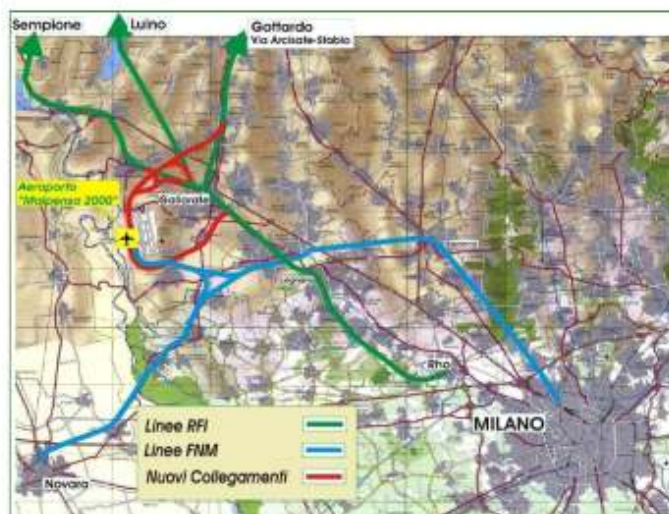 Sempione
Luino
Gottardo
Via Arcisate-Stabio
Aeroporto
"Malpensa 2000"
Gallarate
Legnano
Rho
MILANO
Novara
Linee RFI
Linee FNM
Nuovi Collegamenti